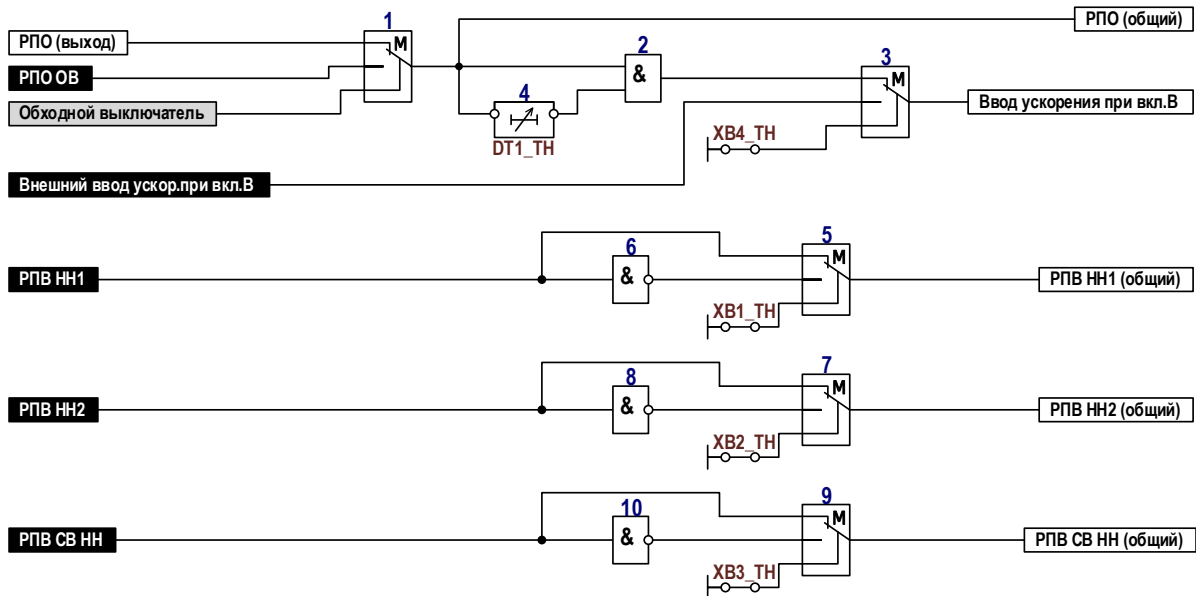 1
РПО (общий)
РПО (выход)
M
2
РПО ОВ
&
3
M
4
Обходной выключатель
Ввод ускорения при вкл.В
XB4_TH
DT1_TH
Внешний ввод ускор.при вкл.В
5
6
M
РПВ НН1
&
РПВ НН1 (общий)
XB1_TH
7
8
M
РПВ НН2
&
РПВ НН2 (общий)
XB2_TH
9
10
M
РПВ СВ НН
&
РПВ СВ НН (общий)
XB3_TH